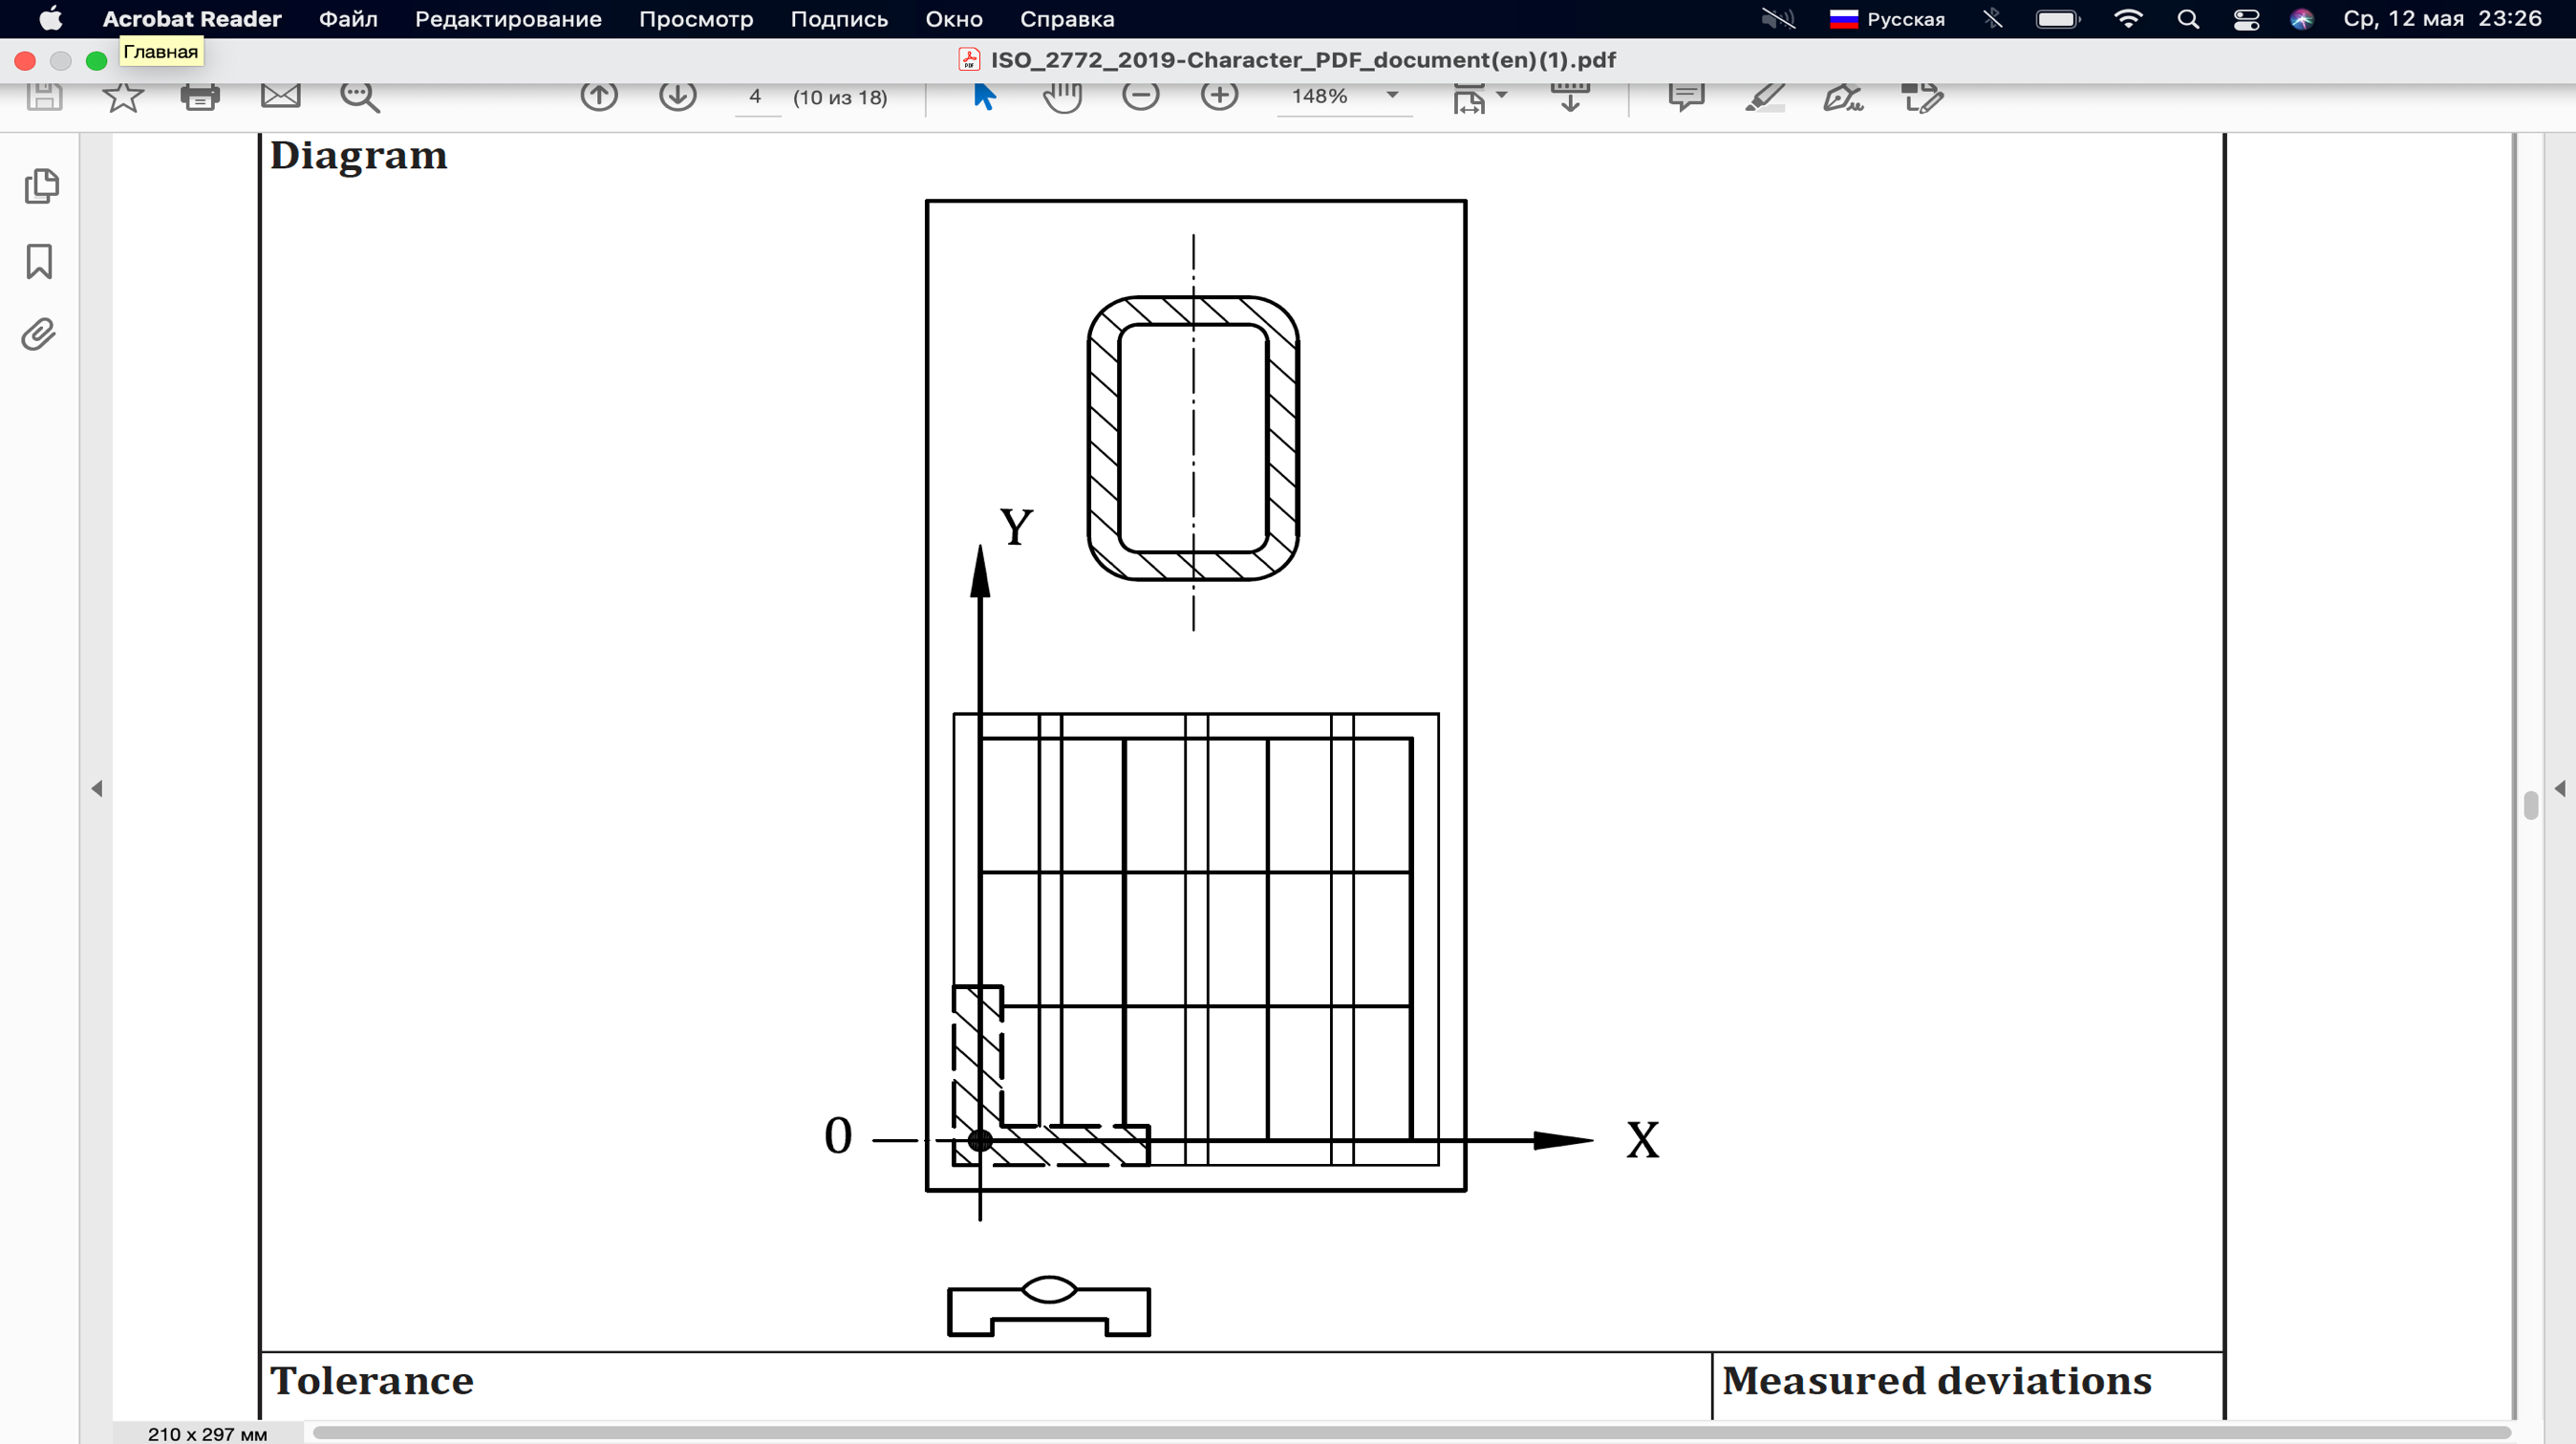 Acrobat Reader Файл Редактирование Просмотр Подпись Окно Справка Русская Ср, 12 мая 23:26
Главная
ISO_2772_2019-Character_PDF_document(en)(1).pdf
4 (10 из 18) 148%
Diagram
Y
0 X
Tolerance Measured deviations
210 x 297 мм